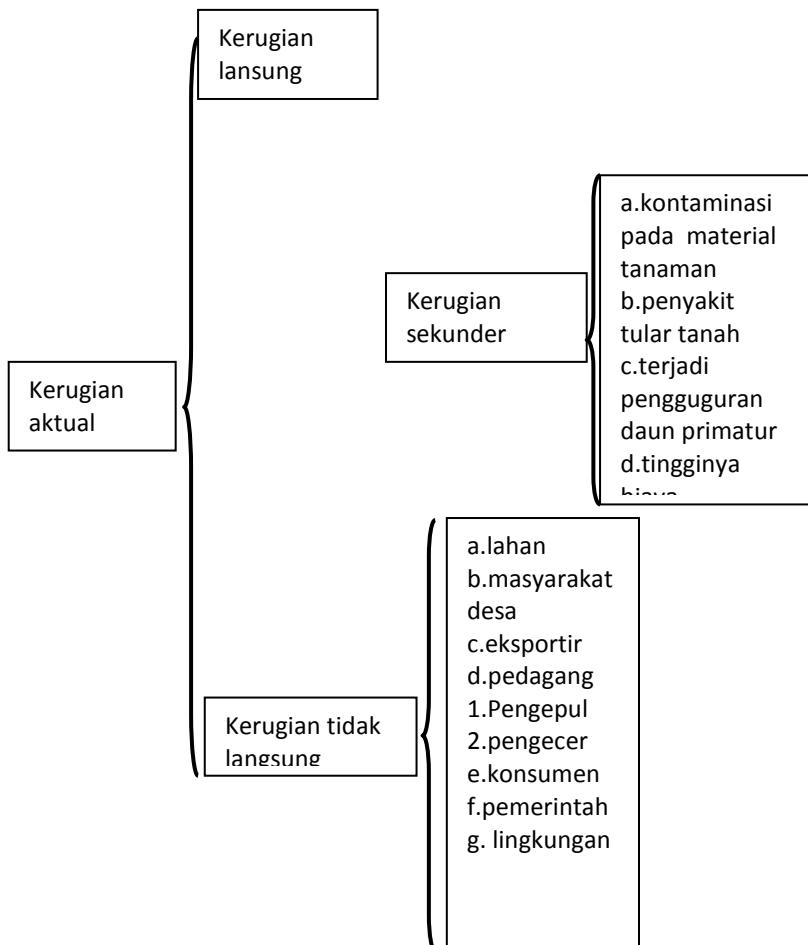 Kerugian
lansung
a.kontaminasi
pada material
tanaman
b.penyakit
tular tanah
c.terjadi
pengguguran
daun primatur
d.tingginya
Kerugian
sekunder
Kerugian
aktual
a.lahan
b.masyarakat
desa
c.eksportir
d.pedagang
1.Pengepul
2.pengecer
e.konsumen
f.pemerintah
g. lingkungan
Kerugian tidak
langsung